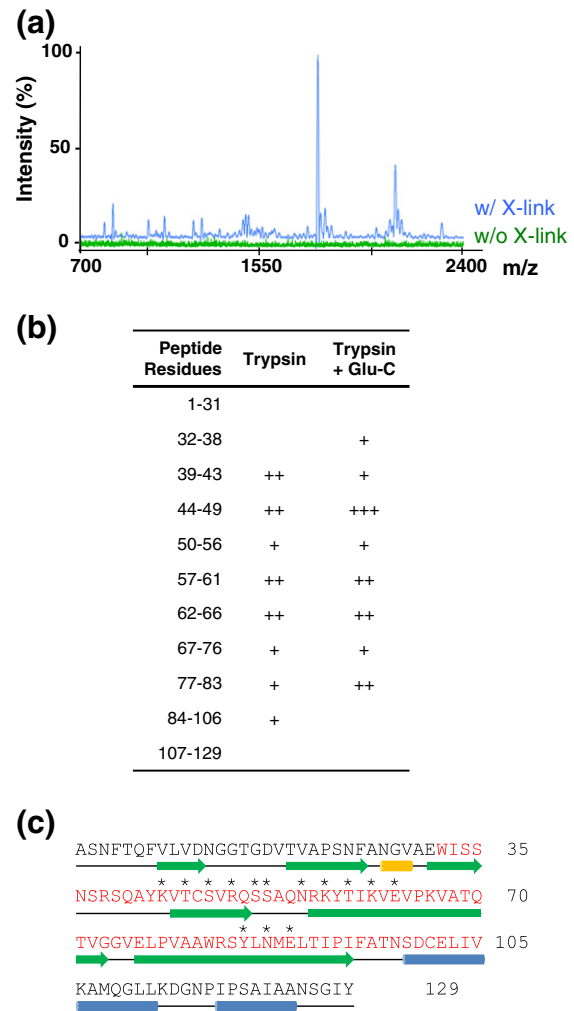 (a)
100
50
0
Intensity (%)
w/ X-link
w/o X-link
700
1550
2400
m/z
(b)
Peptide Residues Trypsin Trypsin + Glu-C
1-31
32-38 +
39-43 ++ +
44-49 ++ +++
50-56 + +
57-61 ++ ++
62-66 ++ ++
67-76 + +
77-83 + ++
84-106 +
107-129
(c)
ASNFTQFVLVDNGGTGDVTVAPSNFANGVAEWISS 35
* * * * ** * * * * *
NSRSQAYKVTCSVRQSSAQNRKYTIKVEVPKVATQ 70
* * *
TVGGVELPVAAWRSYLNMELTIPIFATNSDCELIV 105
KAMQGLLKDGNPIPSAIAANSGIY 129